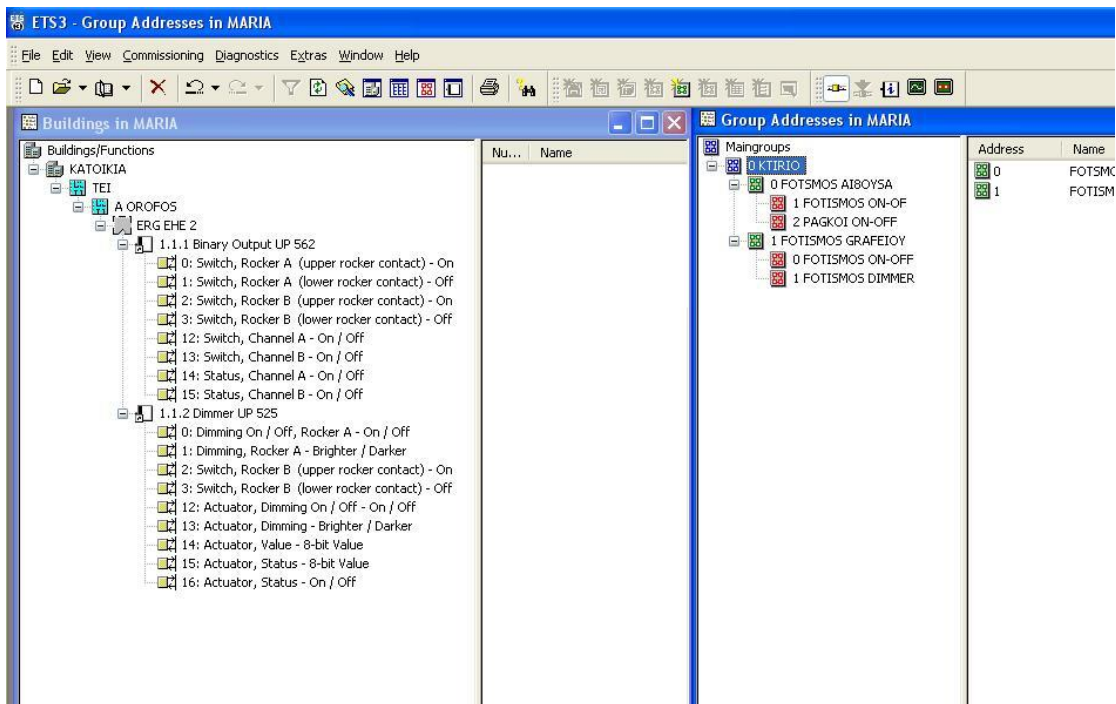 ETS3 - Group Addresses in MARIA
File Edit View Commissioning Diagnostics Extras Window Help
Buildings in MARIA
Buildings/Functions
KATOIKIA
TEI
A OROFOS
ERG EHE 2
1.1.1 Binary Output UP 562
0: Switch, Rocker A (upper rocker contact) - On
1: Switch, Rocker A (lower rocker contact) - Off
2: Switch, Rocker B (upper rocker contact) - On
3: Switch, Rocker B (lower rocker contact) - Off
12: Switch, Channel A - On / Off
13: Switch, Channel B - On / Off
14: Status, Channel A - On / Off
15: Status, Channel B - On / Off
1.1.2 Dimmer UP 525
0: Dimming On / Off, Rocker A - On / Off
1: Dimming, Rocker A - Brighter / Darker
2: Switch, Rocker B (upper rocker contact) - On
3: Switch, Rocker B (lower rocker contact) - Off
12: Actuator, Dimming On / Off - On / Off
13: Actuator, Dimming - Brighter / Darker
14: Actuator, Value - 8-bit Value
15: Actuator, Status - 8-bit Value
16: Actuator, Status - On / Off
Nu... Name
Group Addresses in MARIA
Maingroups
0 KTIRIO
0 FOTSMOS AI8OYSA
1 FOTISMOS ON-OF
2 PAGKOI ON-OFF
1 FOTISMOS GRAFEIOY
0 FOTISMOS ON-OFF
1 FOTISMOS DIMMER
Address Name
0 FOTSMO
1 FOTISM